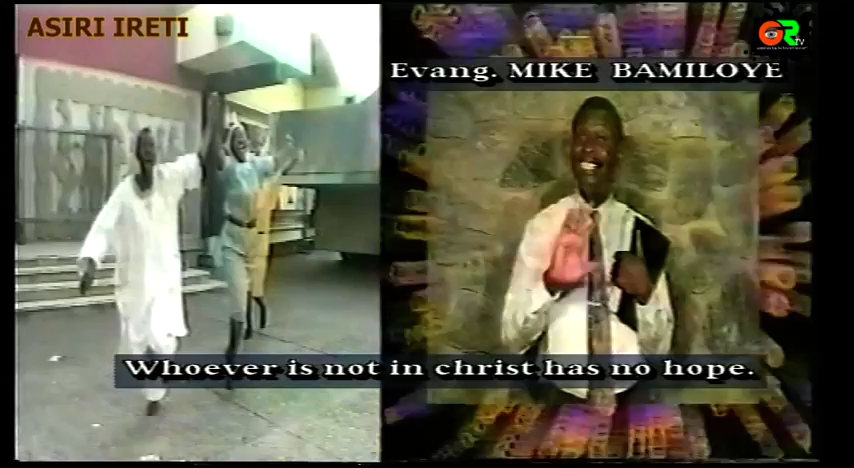 ASIRI IRETI
Evang. MIKE BAMILOYE
Whoever is not in christ has no hope.